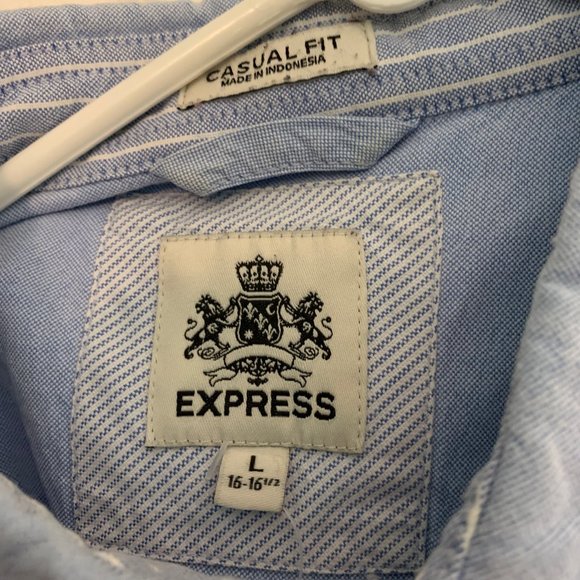 CASUAL FIT
MADE IN INDONESIA
EXPRESS
L
16-16 1/2